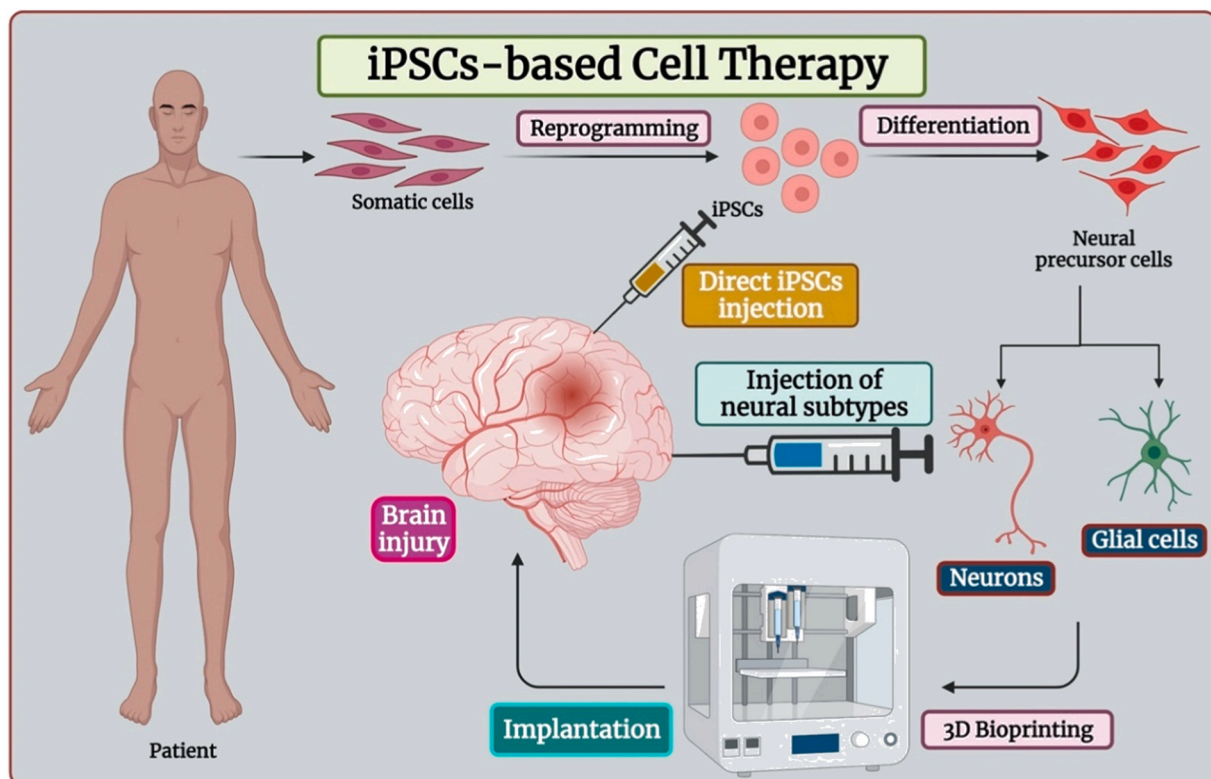 iPSCs-based Cell Therapy
Reprogramming
Differentiation
Somatic cells
iPSCs
Neural
precursor cells
Direct iPSCs
injection
Injection of
neural subtypes
Brain
injury
Glial cells
Neurons
Implantation
3D Bioprinting
Patient